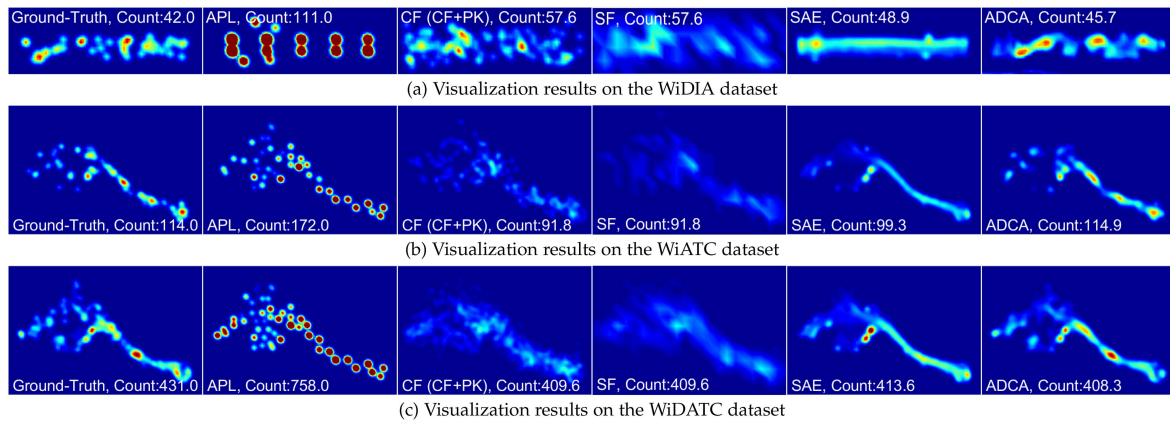 Ground-Truth, Count:42.0 APL, Count:111.0 CF (CF+PK), Count:57.6 SF, Count:57.6 SAE, Count:48.9 ADCA, Count:45.7
(a) Visualization results on the WiDIA dataset
Ground-Truth, Count:114.0 APL, Count:172.0 CF (CF+PK), Count:91.8 SF, Count:91.8 SAE, Count:99.3 ADCA, Count:114.9
(b) Visualization results on the WiATC dataset
Ground-Truth, Count:431.0 APL, Count:758.0 CF (CF+PK), Count:409.6 SF, Count:409.6 SAE, Count:413.6 ADCA, Count:408.3
(c) Visualization results on the WiDATC dataset